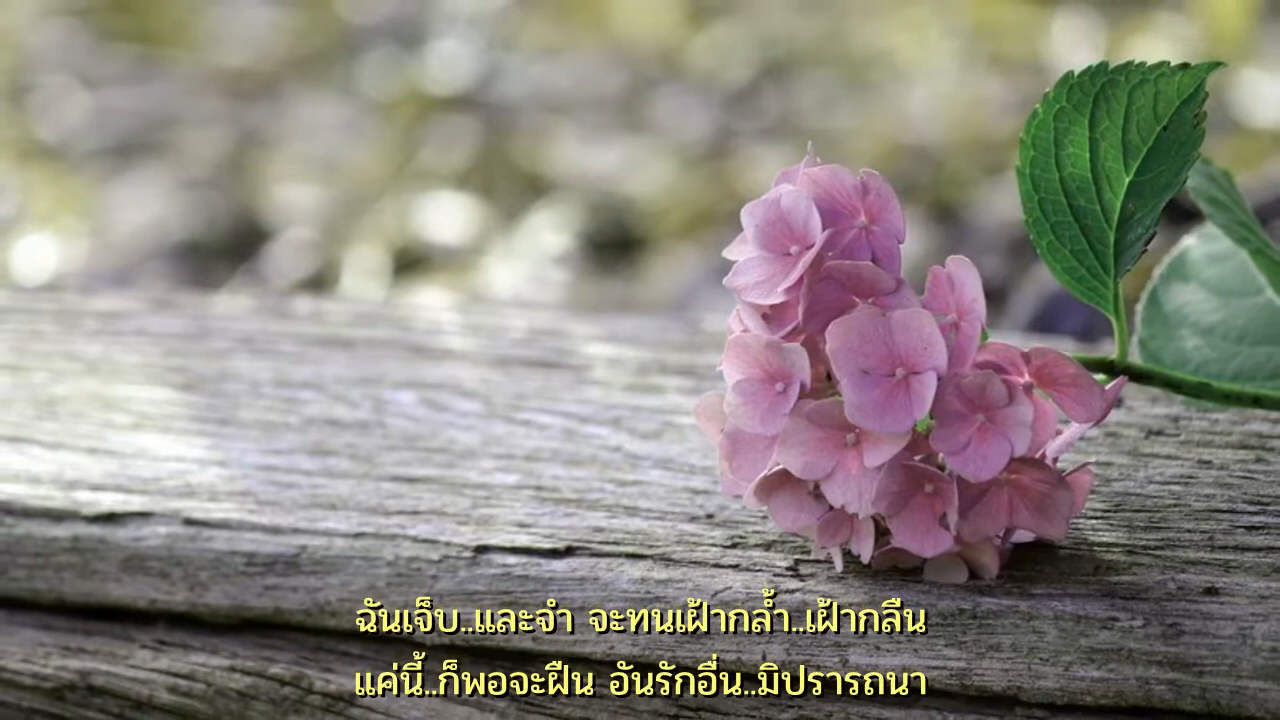 ฉันเจ็บ..และจำ จะทนเฝ้ากล้ำ..เฝ้ากลืน
แค่นี้..ก็พอจะฝืน อันรักอื่น..มิปรารถนา